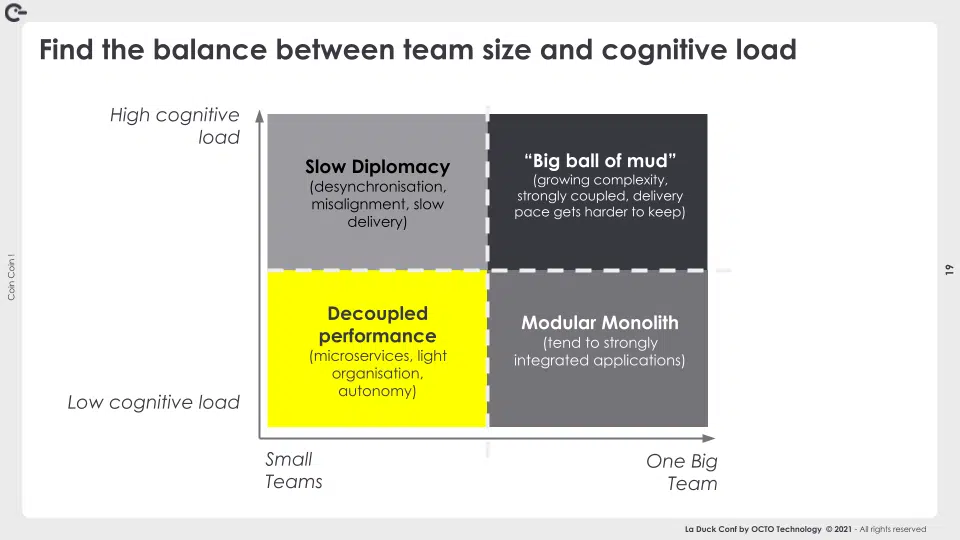 Find the balance between team size and cognitive load
High cognitive
load
Slow Diplomacy
(desynchronisation,
misalignment, slow
delivery)
“Big ball of mud”
(growing complexity,
strongly coupled, delivery
pace gets harder to keep)
Coin Coin !
19
Decoupled
performance
(microservices, light
organisation,
autonomy)
Modular Monolith
(tend to strongly
integrated applications)
Low cognitive load
Small
Teams
One Big
Team
La Duck Conf by OCTO Technology © 2021 - All rights reserved